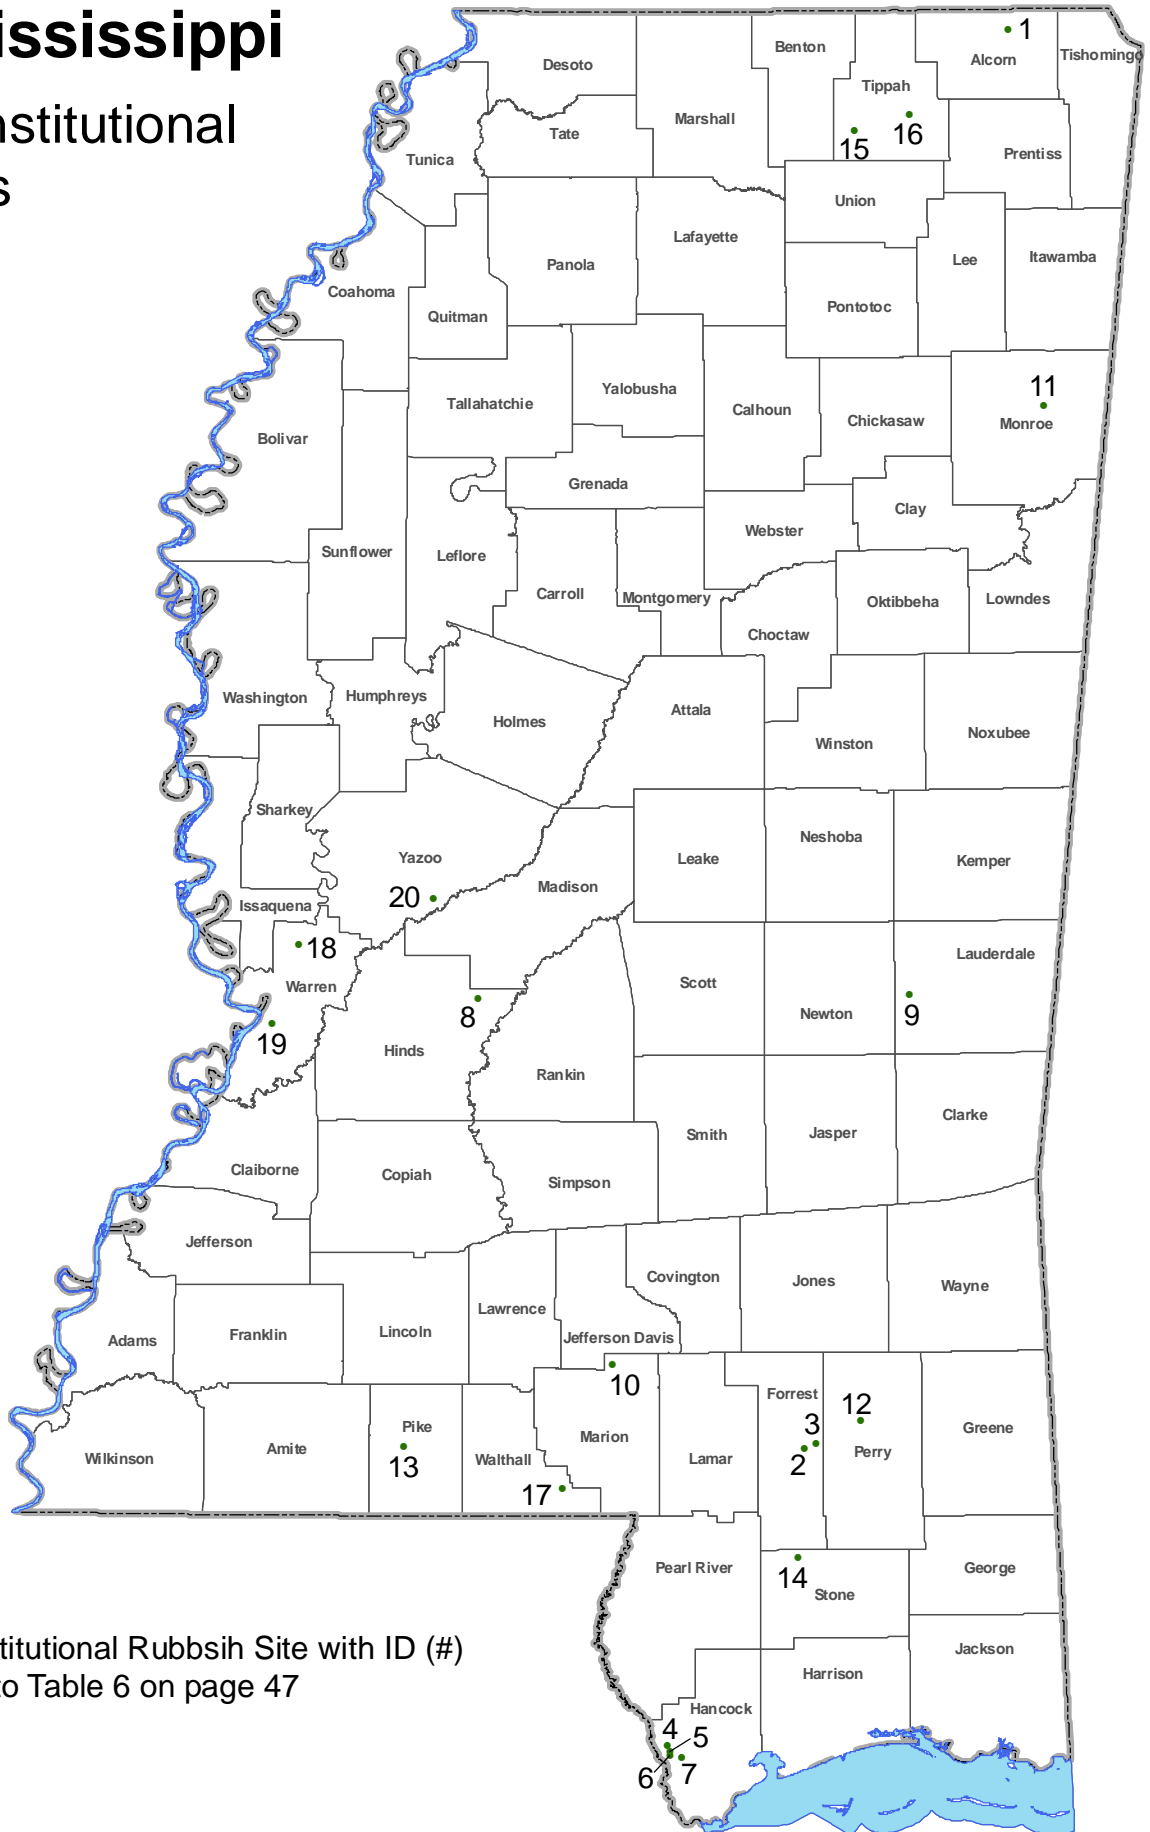 ississippi
nstitutional
s
Desoto
Benton
1
Alcorn
Tishomingo
Tippah
Marshall
Tate
Tunica
15
16
Prentiss
Union
Lafayette
Panola
Lee
Itawamba
Coahoma
Quitman
Pontotoc
Yalobusha
11
Tallahatchie
Calhoun
Chickasaw
Monroe
Bolivar
Grenada
Clay
Webster
Sunflower
Leflore
Carroll
Montgomery
Oktibbeha
Lowndes
Choctaw
Washington
Humphreys
Holmes
Attala
Winston
Noxubee
Sharkey
Yazoo
Leake
Neshoba
Kemper
20
Madison
Issaquena
18
Warren
Scott
Lauderdale
8
Newton
9
19
Hinds
Rankin
Smith
Jasper
Clarke
Claiborne
Copiah
Simpson
Jefferson
Covington
Jones
Wayne
Lawrence
Adams
Franklin
Lincoln
Jefferson Davis
10
Forrest
12
Pike
3
Marion
Greene
Wilkinson
Amite
13
Walthall
Lamar
2
Perry
17
Pearl River
14
Stone
George
stitutional Rubbsih Site with ID (#)
to Table 6 on page 47
Harrison
Jackson
Hancock
4
5
6
7